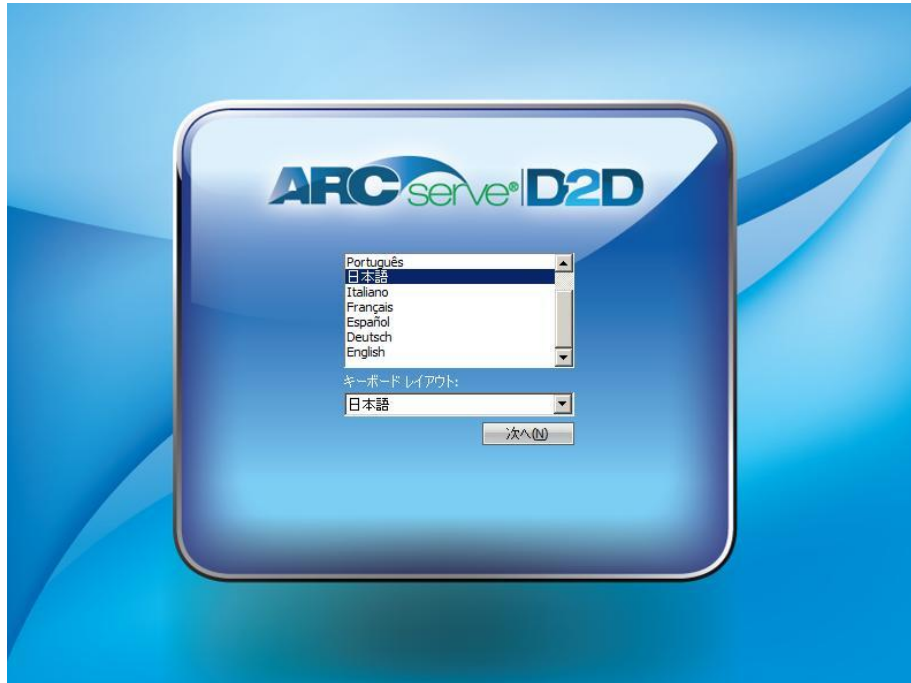 ARCserve® D2D
Português
日本語
Italiano
Français
Español
Deutsch
English
キーボード レイアウト:
日本語
次へ(N)